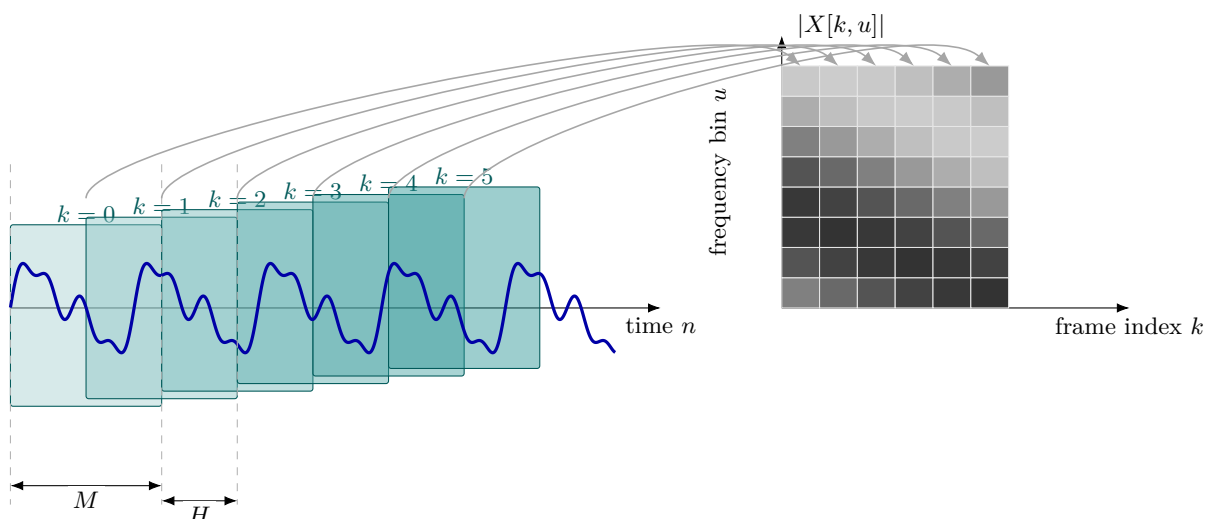 |X[k, u]|
frequency bin u
k = 0
k = 1
k = 2
k = 3
k = 4
k = 5
time n
frame index k
M
H